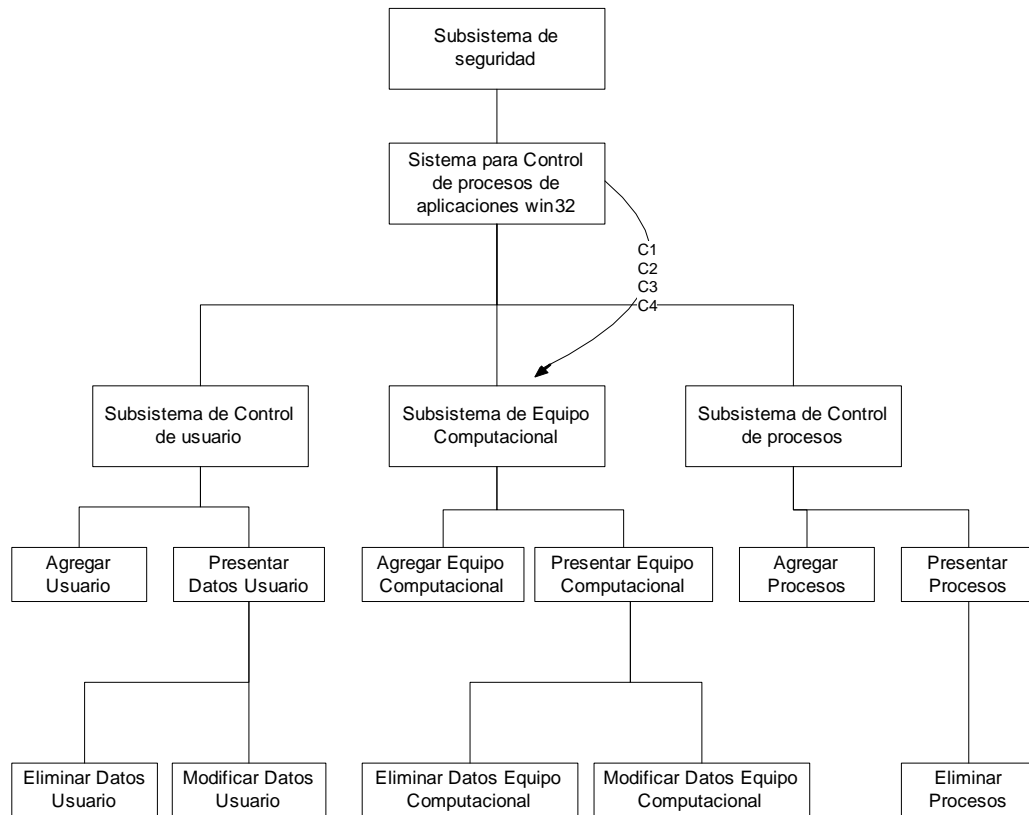 Subsistema de
seguridad
Sistema para Control
de procesos de
aplicaciones win32
C1
C2
C3
C4
Subsistema de Control
de usuario
Subsistema de Equipo
Computacional
Subsistema de Control
de procesos
Agregar
Usuario
Presentar
Datos Usuario
Agregar Equipo
Computacional
Presentar Equipo
Computacional
Agregar
Procesos
Presentar
Procesos
Eliminar Datos
Usuario
Modificar Datos
Usuario
Eliminar Datos Equipo
Computacional
Modificar Datos Equipo
Computacional
Eliminar
Procesos